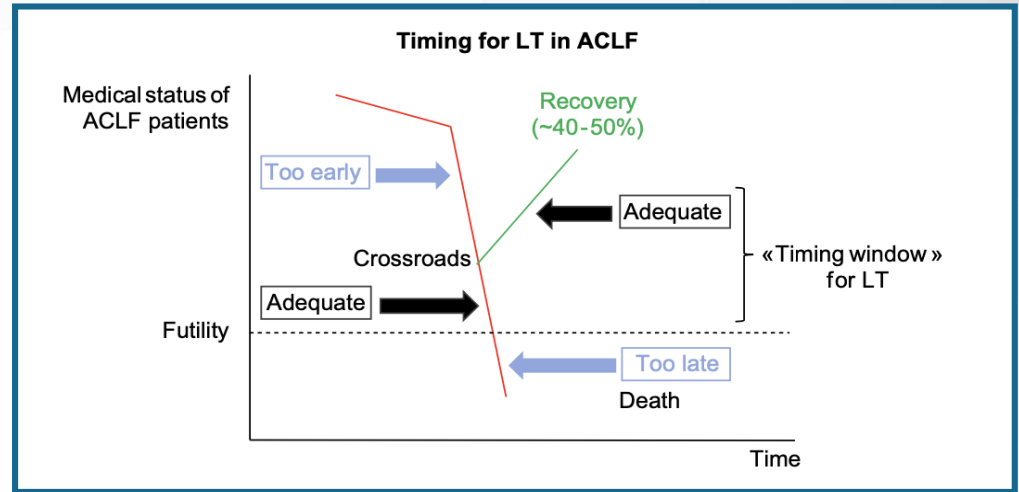 Timing for LT in ACLF
Medical status of
ACLF patients
Recovery
(~40-50%)
Too early
Adequate
Crossroads
« Timing window »
for LT
Adequate
Futility
Too late
Death
Time